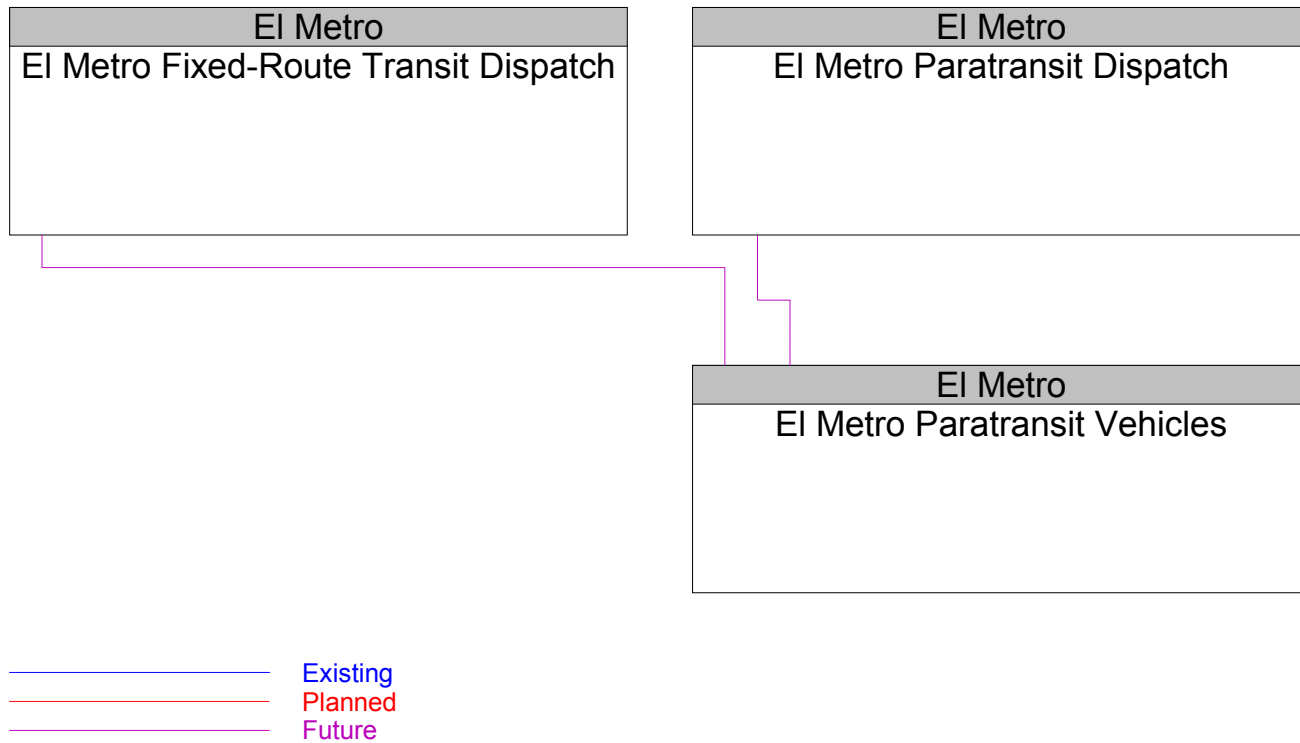 El Metro
El Metro Fixed-Route Transit Dispatch
El Metro
El Metro Paratransit Dispatch
El Metro
El Metro Paratransit Vehicles
Existing
Planned
Future